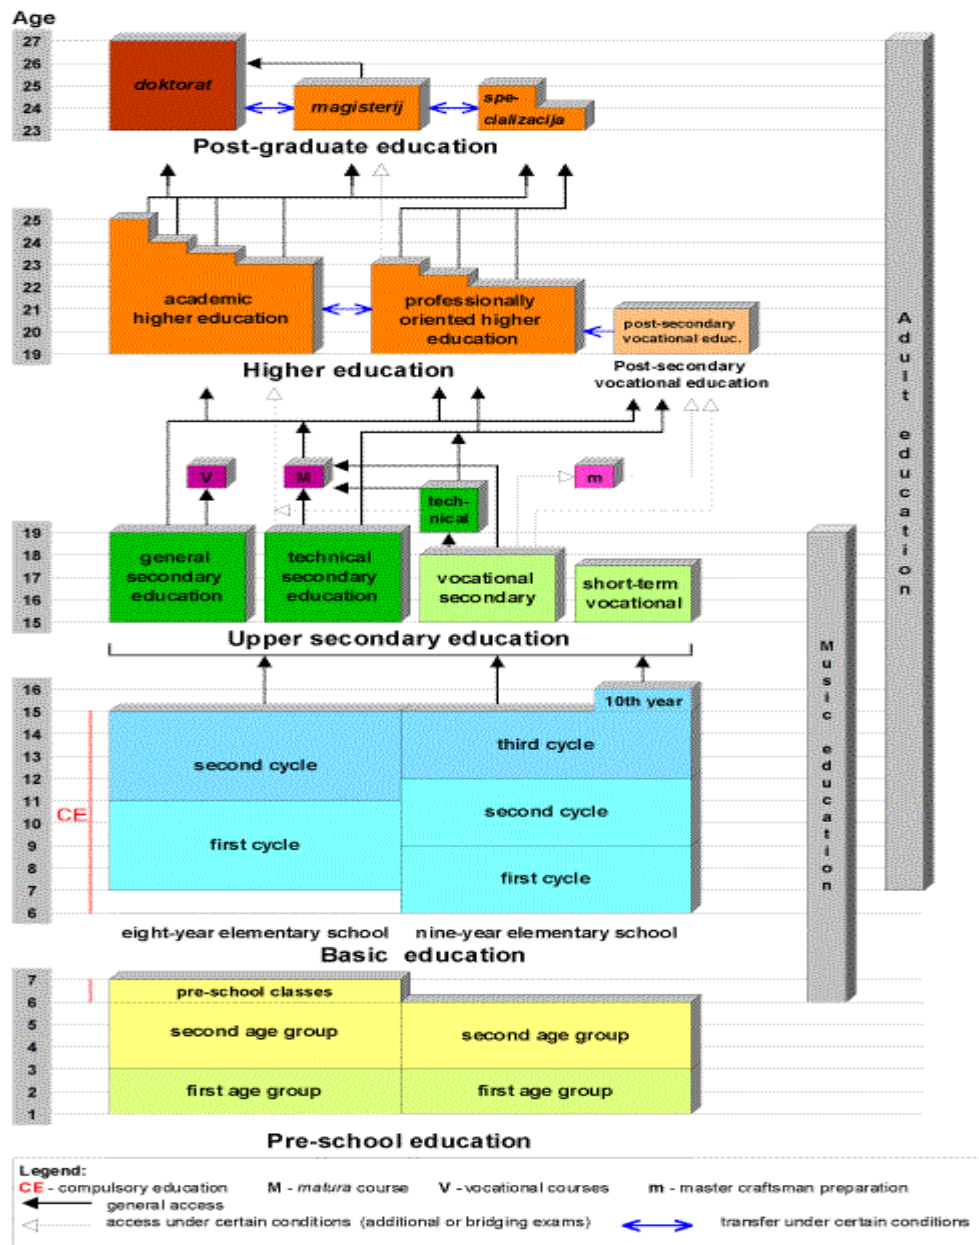 Age
27
26
25
24
23
doktorat
magisterij
spe-
cializacija
Post-graduate education
25
24
23
22
21
20
19
academic
higher education
professionally
oriented higher
education
post-secondary
vocational educ.
Higher education
Post-secondary
vocational education
V
M
m
tech-
nical
19
18
17
16
15
general
secondary
education
technical
secondary
education
vocational
secondary
short-term
vocational
Upper secondary education
16
15
14
13
12
11
10
9
8
7
6
CE
10th year
second cycle
first cycle
third cycle
second cycle
first cycle
eight-year elementary school
nine-year elementary school
Basic education
7
6
5
4
3
2
1
pre-school classes
second age group
first age group
second age group
first age group
Pre-school education
Adult education
Music education
Legend:
CE - compulsory education M - matura course V - vocational courses m - master craftsman preparation
general access
access under certain conditions (additional or bridging exams) transfer under certain conditions